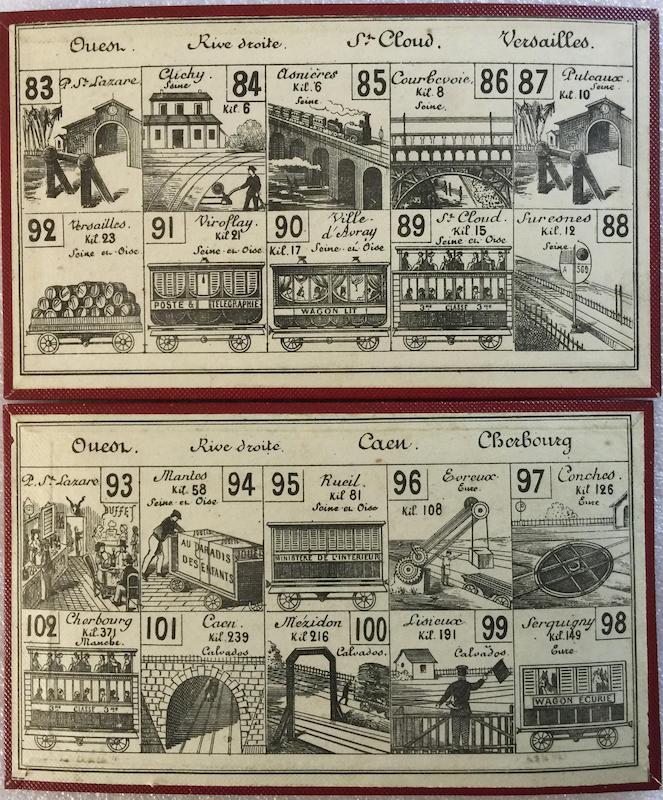 Ouest. Rive droite. St Cloud. Versailles.
83 P. St Lazare
Clichy. 84
Seine
Kil. 6
Asnières 85
Kil. 6
Seine
Courbevoie. 86
Kil. 8
Seine.
87 Puteaux.
Seine
Kil. 10
92 Versailles.
Kil. 23
Seine-et-Oise
91 Viroflay.
Kil. 21
Seine-et-Oise
POSTE & TELEGRAPHIE
90 Ville
d'Avray
Kil. 17 Seine-et-Oise
WAGON LIT
89 St Cloud.
Kil. 15
Seine-et-Oise
3me CLASSE 3me
Suresnes 88
Kil. 12
Seine
A 569
Ouest. Rive droite. Caen. Cherbourg
P. St Lazare 93
BUFFET
Mantes 94
Kil. 58
Seine et Oise
AU PARADIS
DES ENFANTS
95 Rueil.
Kil 81
Seine et Oise
MINISTÈRE DE L'INTÉRIEUR
96 Evreux
Eure.
Kil. 108
97 Conches.
Kil 126
Eure
102 Cherbourg
Kil. 371
Manche.
3me CLASSE 3me
101 Caen.
Kil. 239
Calvados
Mézidon 100
Kil 216
Calvados.
Lisieux 99
Kil. 191
Calvados.
Serquigny 98
Kil. 149
Eure
WAGON ÉCURIE